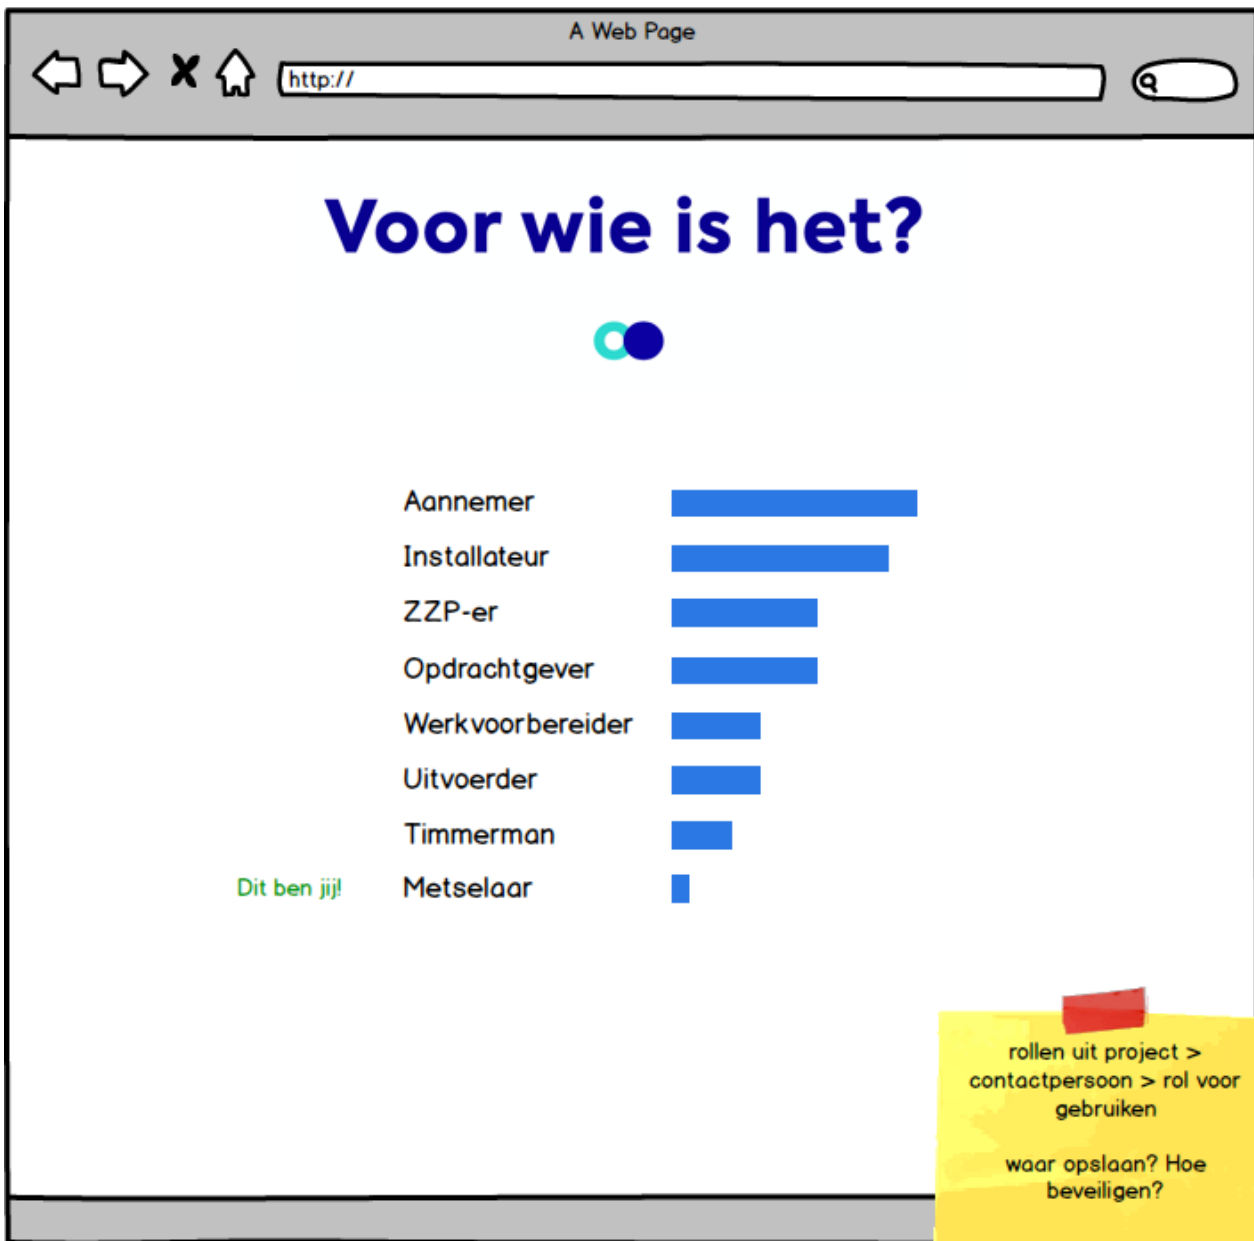 A Web Page
http://
Voor wie is het?
Aannemer
Installateur
ZZP-er
Opdrachtgever
Werkvoorbereider
Uitvoerder
Timmerman
Dit ben jij! Metselaar
rollen uit project >
contactpersoon > rol voor
gebruiken
waar opslaan? Hoe
beveiligen?